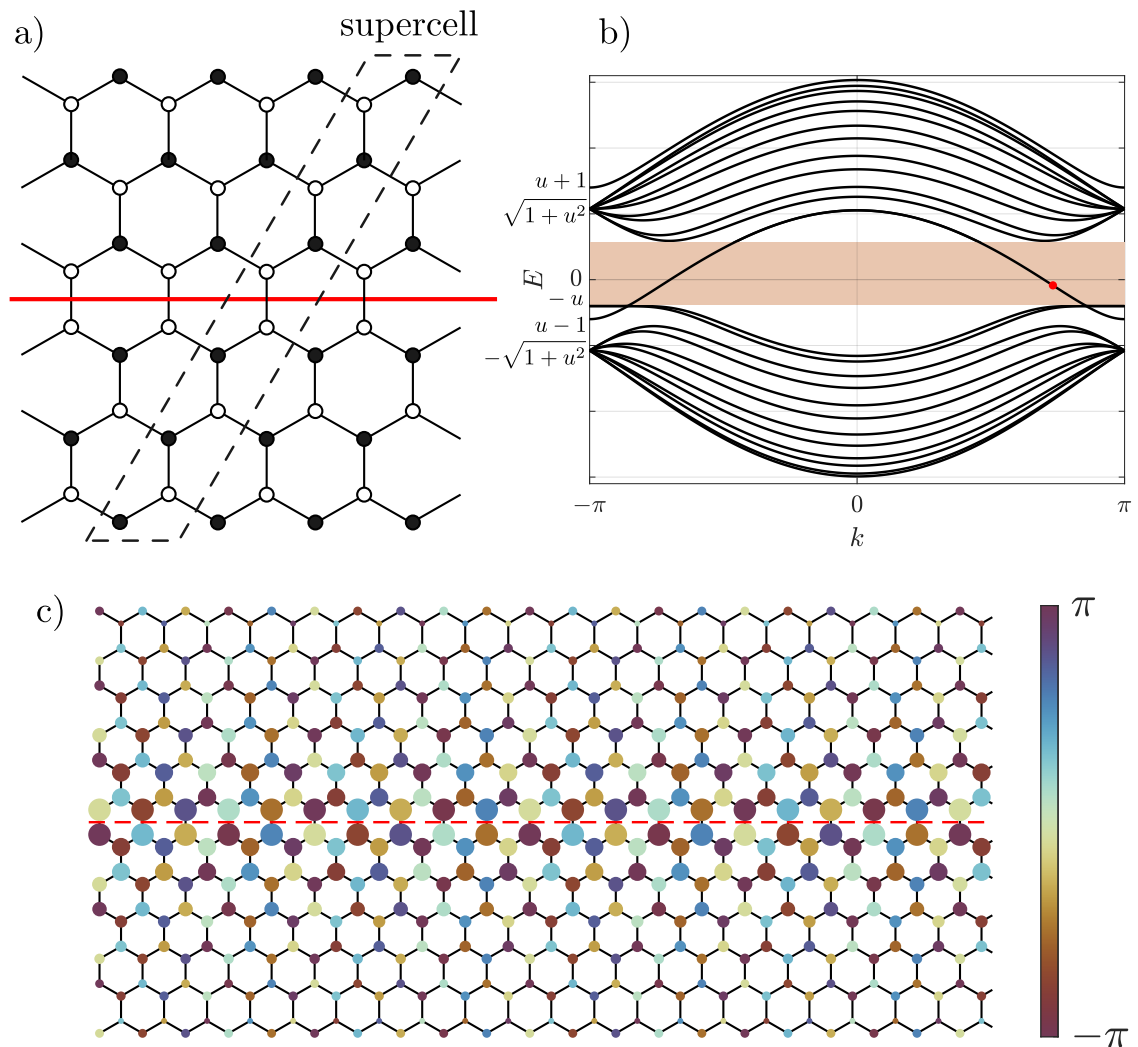 a)
supercell
b)
u + 1
√1 + u²
E
0
− u
u − 1
−√1 + u²
−π
0
π
k
c)
π
−π